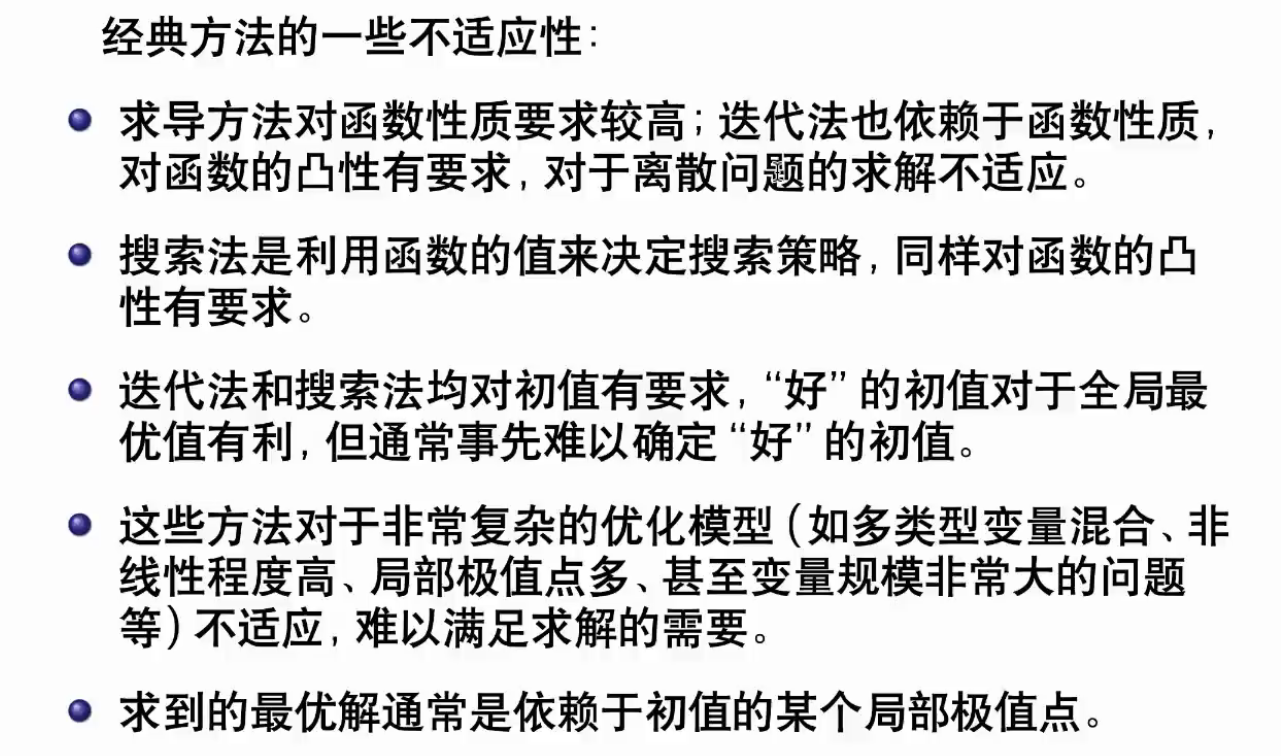 经典方法的一些不适应性：
求导方法对函数性质要求较高；迭代法也依赖于函数性质，
对函数的凸性有要求，对于离散问题的求解不适应。
搜索法是利用函数的值来决定搜索策略，同样对函数的凸
性有要求。
迭代法和搜索法均对初值有要求，“好”的初值对于全局最
优值有利，但通常事先难以确定“好”的初值。
这些方法对于非常复杂的优化模型（如多类型变量混合、非
线性程度高、局部极值点多、甚至变量规模非常大的问题
等）不适应，难以满足求解的需要。
求到的最优解通常是依赖于初值的某个局部极值点。